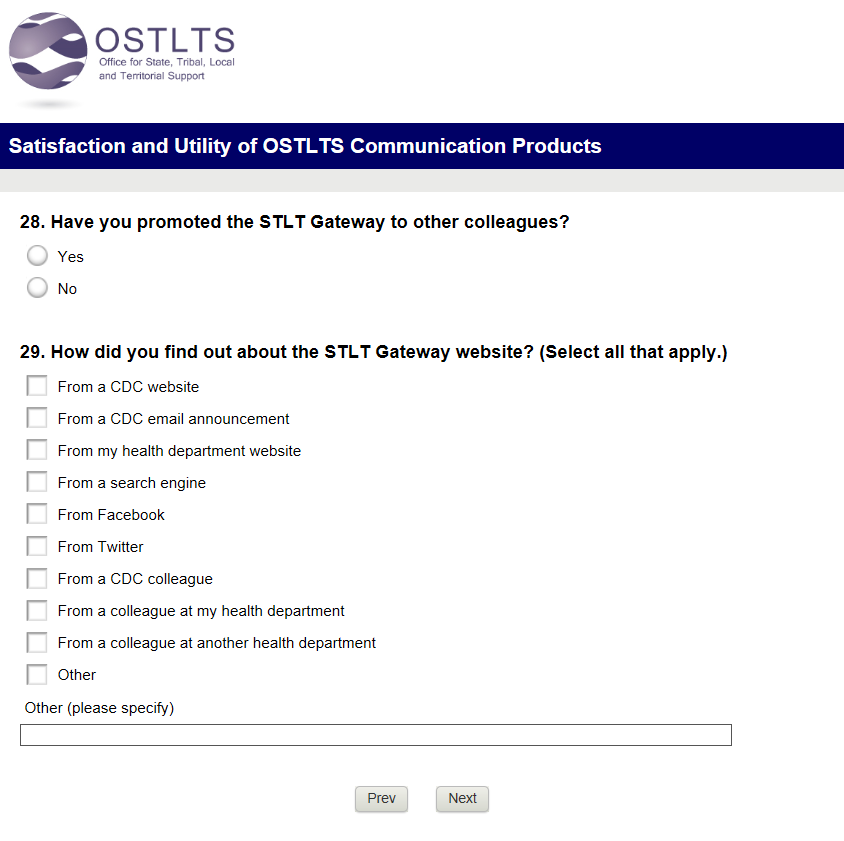 OSTLTS
Office for State, Tribal, Local
and Territorial Support
Satisfaction and Utility of OSTLTS Communication Products
28. Have you promoted the STLT Gateway to other colleagues?
Yes
No
29. How did you find out about the STLT Gateway website? (Select all that apply.)
From a CDC website
From a CDC email announcement
From my health department website
From a search engine
From Facebook
From Twitter
From a CDC colleague
From a colleague at my health department
From a colleague at another health department
Other
Other (please specify)
Prev Next